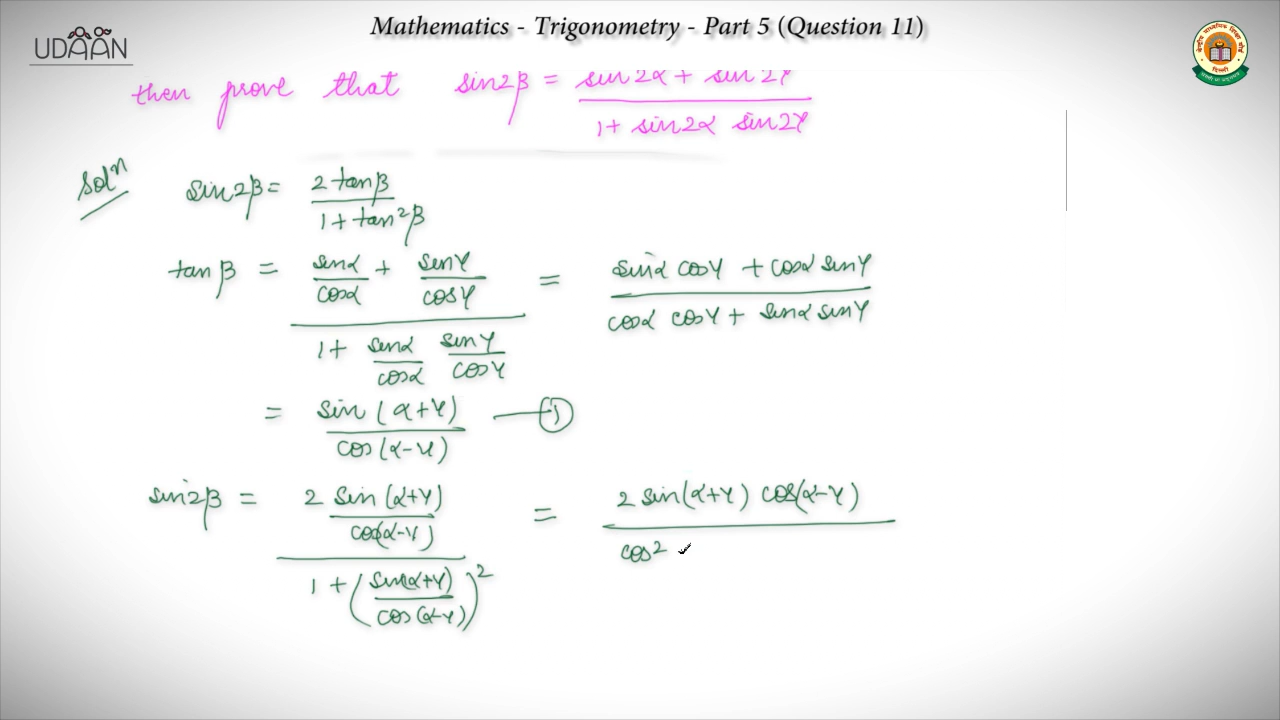 Mathematics - Trigonometry - Part 5 (Question 11)
UDAAN
then prove that sin2β = (sin 2α + sin 2γ) / (1 + sin2α sin2γ)
Solⁿ sin2β = 2 tanβ / (1 + tan²β)
tan β = (sinα/cosα + sinγ/cosγ) / (1 + sinα/cosα sinγ/cosγ) = (sinα cosγ + cosα sinγ) / (cosα cosγ + sinα sinγ)
= sin(α+γ) / cos(α-γ) —①
sin2β = (2 sin(α+γ) / cos(α-γ)) / (1 + (sin(α+γ) / cos(α-γ))²) = 2 sin(α+γ) cos(α-γ) / cos²